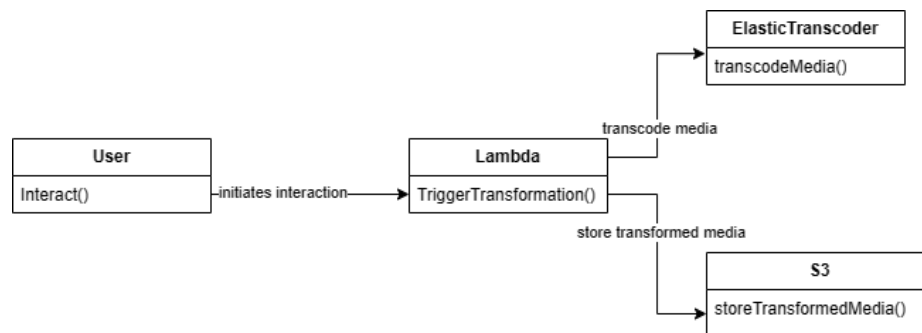 ElasticTranscoder
transcodeMedia()
transcode media
User
Interact()
initiates interaction
Lambda
TriggerTransformation()
store transformed media
S3
storeTransformedMedia()